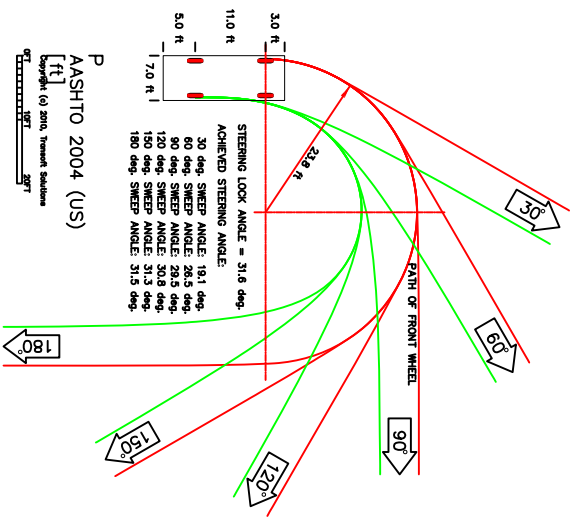 5.0 ft
11.0 ft
3.0 ft
7.0 ft
23.8 ft
STEERING LOCK ANGLE = 31.6 deg.
ACHIEVED STEERING ANGLE:
30 deg. SWEEP ANGLE: 19.1 deg.
60 deg. SWEEP ANGLE: 26.5 deg.
90 deg. SWEEP ANGLE: 29.5 deg.
120 deg. SWEEP ANGLE: 30.8 deg.
150 deg. SWEEP ANGLE: 31.3 deg.
180 deg. SWEEP ANGLE: 31.5 deg.
PATH OF FRONT WHEEL
30°
60°
90°
120°
150°
180°
P
AASHTO 2004 (US)
[ft]
Copyright (c) 2010, Transoft Solutions
0FT 10FT 20FT